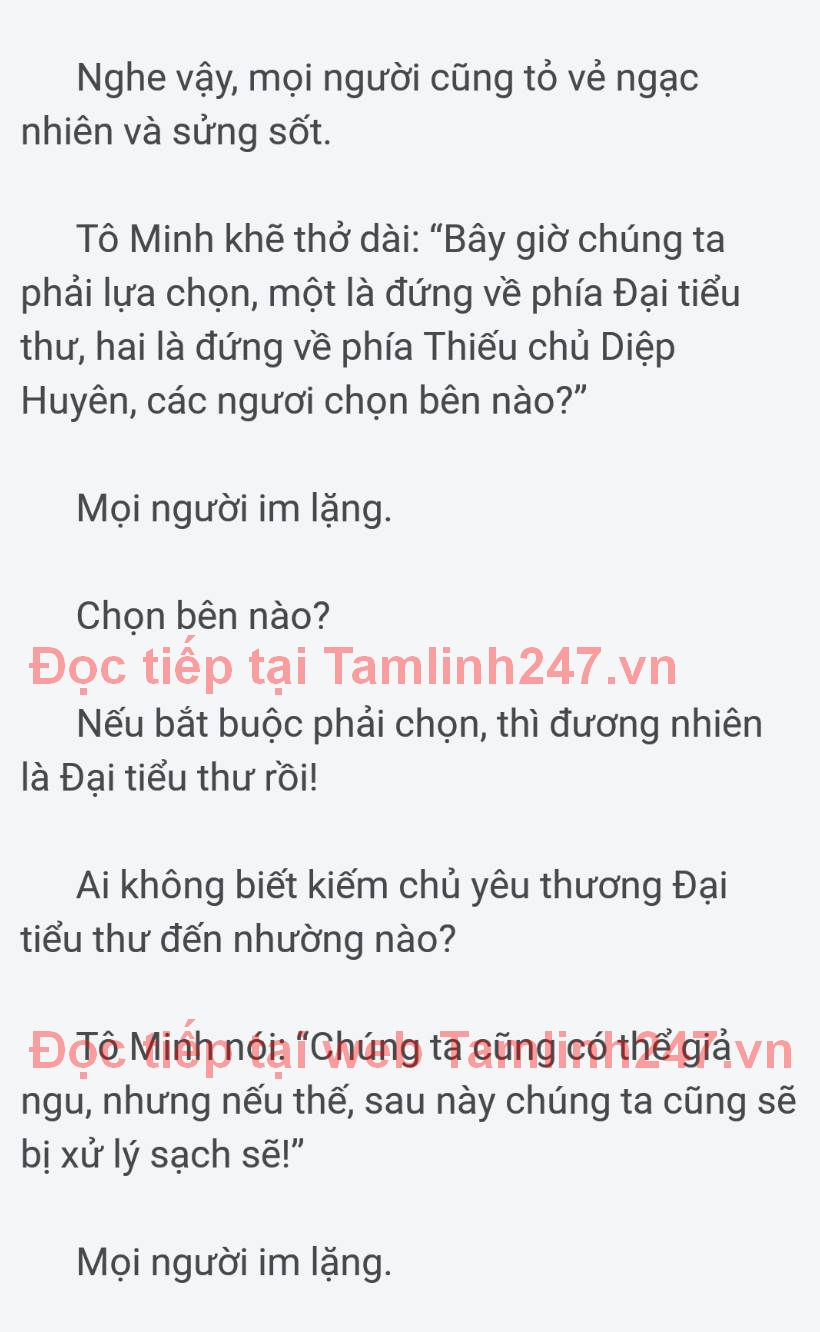 Nghe vậy, mọi người cũng tỏ vẻ ngạc
nhiên và sửng sốt.
Tô Minh khẽ thở dài: “Bây giờ chúng ta
phải lựa chọn, một là đứng về phía Đại tiểu
thư, hai là đứng về phía Thiếu chủ Diệp
Huyên, các ngươi chọn bên nào?”
Mọi người im lặng.
Chọn bên nào?
Đọc tiếp tại Tamlinh247.vn
Nếu bắt buộc phải chọn, thì đương nhiên
là Đại tiểu thư rồi!
Ai không biết kiếm chủ yêu thương Đại
tiểu thư đến nhường nào?
Đọc tiếp tại web Tamlinh247.vn
Tô Minh nói: “Chúng ta cũng có thể giả
ngu, nhưng nếu thế, sau này chúng ta cũng sẽ
bị xử lý sạch sẽ!”
Mọi người im lặng.